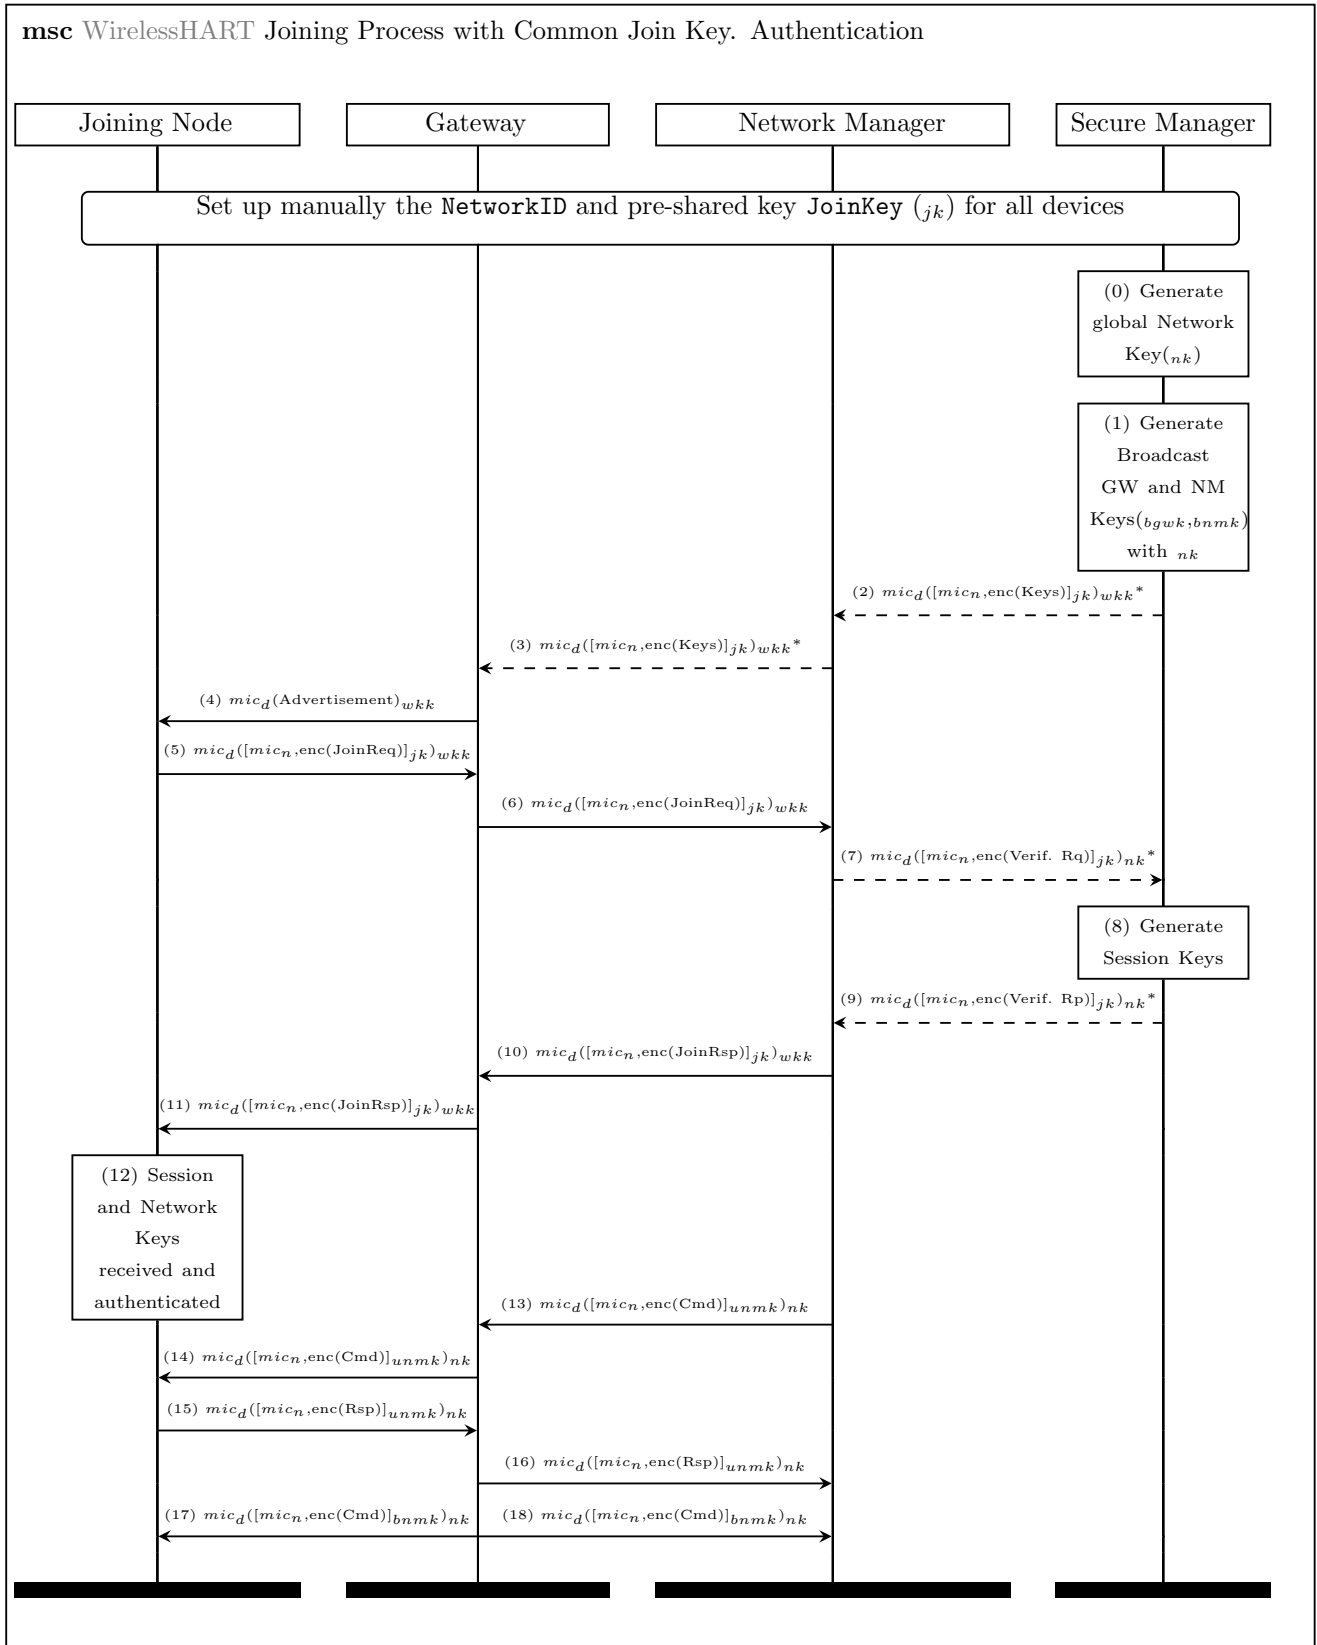 msc WirelessHART Joining Process with Common Join Key. Authentication
Joining Node
Gateway
Network Manager
Secure Manager
Set up manually the NetworkID and pre-shared key JoinKey (jk) for all devices
(0) Generate
global Network
Key(nk)
(1) Generate
Broadcast
GW and NM
Keys(bgwk,bnmk)
with nk
(2) micd([micn,enc(Keys)]jk)wkk*
(3) micd([micn,enc(Keys)]jk)wkk*
(4) micd(Advertisement)wkk
(5) micd([micn,enc(JoinReq)]jk)wkk
(6) micd([micn,enc(JoinReq)]jk)wkk
(7) micd([micn,enc(Verif. Rq)]jk)nk*
(8) Generate
Session Keys
(9) micd([micn,enc(Verif. Rp)]jk)nk*
(10) micd([micn,enc(JoinRsp)]jk)wkk
(11) micd([micn,enc(JoinRsp)]jk)wkk
(12) Session
and Network
Keys
received and
authenticated
(13) micd([micn,enc(Cmd)]unmk)nk
(14) micd([micn,enc(Cmd)]unmk)nk
(15) micd([micn,enc(Rsp)]unmk)nk
(16) micd([micn,enc(Rsp)]unmk)nk
(17) micd([micn,enc(Cmd)]bnmk)nk
(18) micd([micn,enc(Cmd)]bnmk)nk